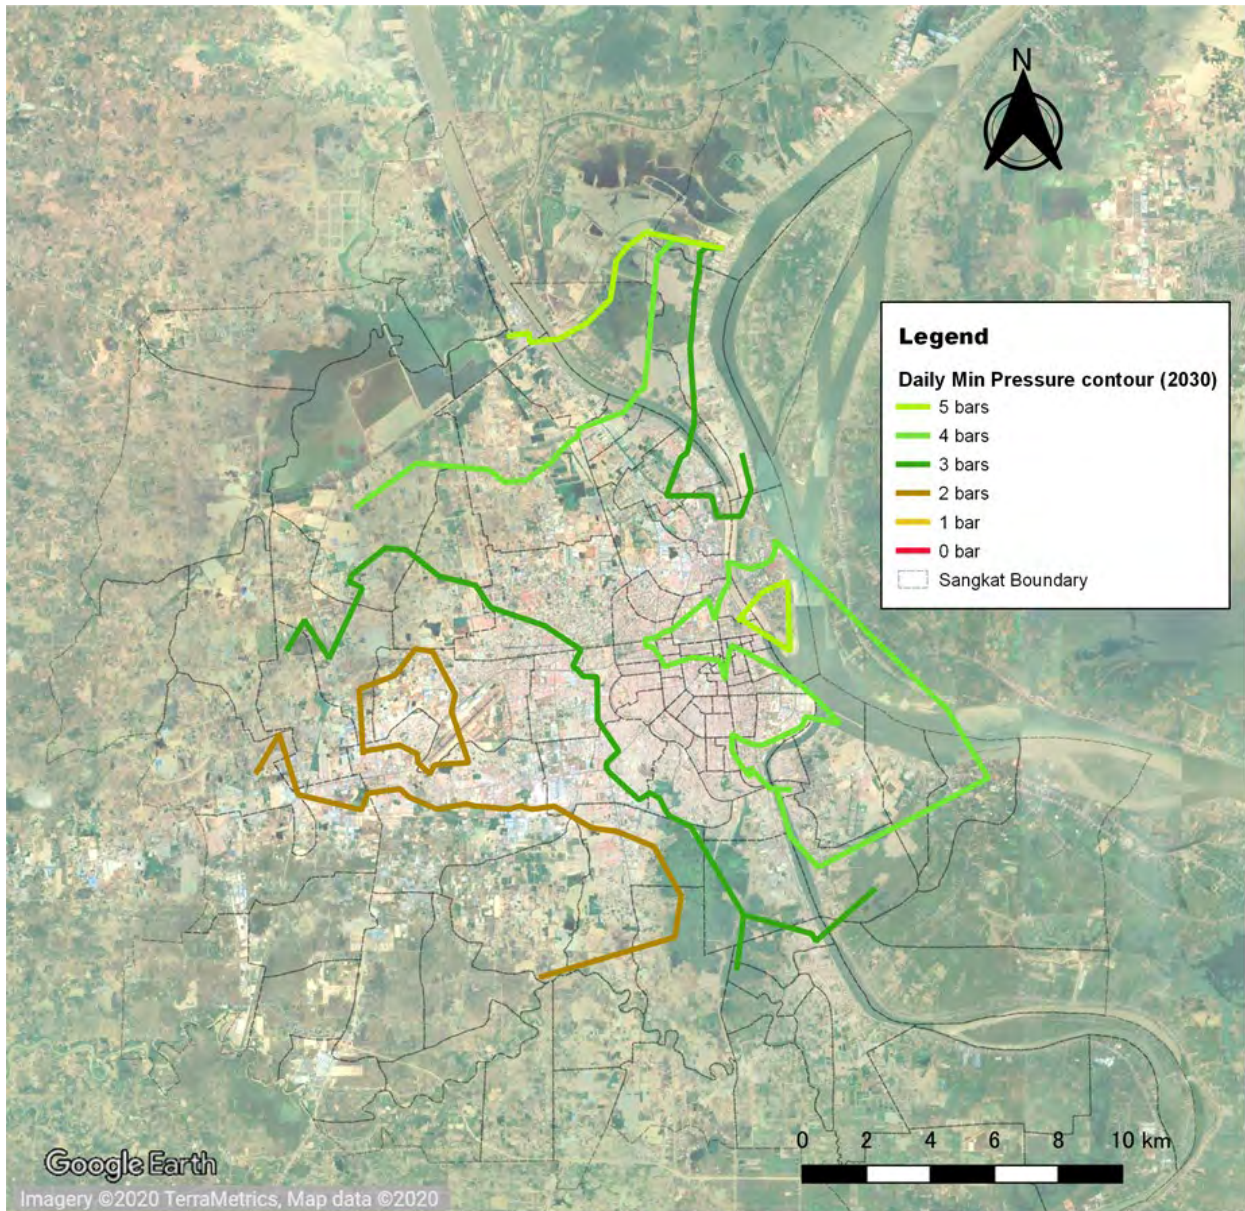 N
Legend
Daily Min Pressure contour (2030)
5 bars
4 bars
3 bars
2 bars
1 bar
0 bar
Sangkat Boundary
0 2 4 6 8 10 km
Google Earth
Imagery ©2020 TerraMetrics, Map data ©2020